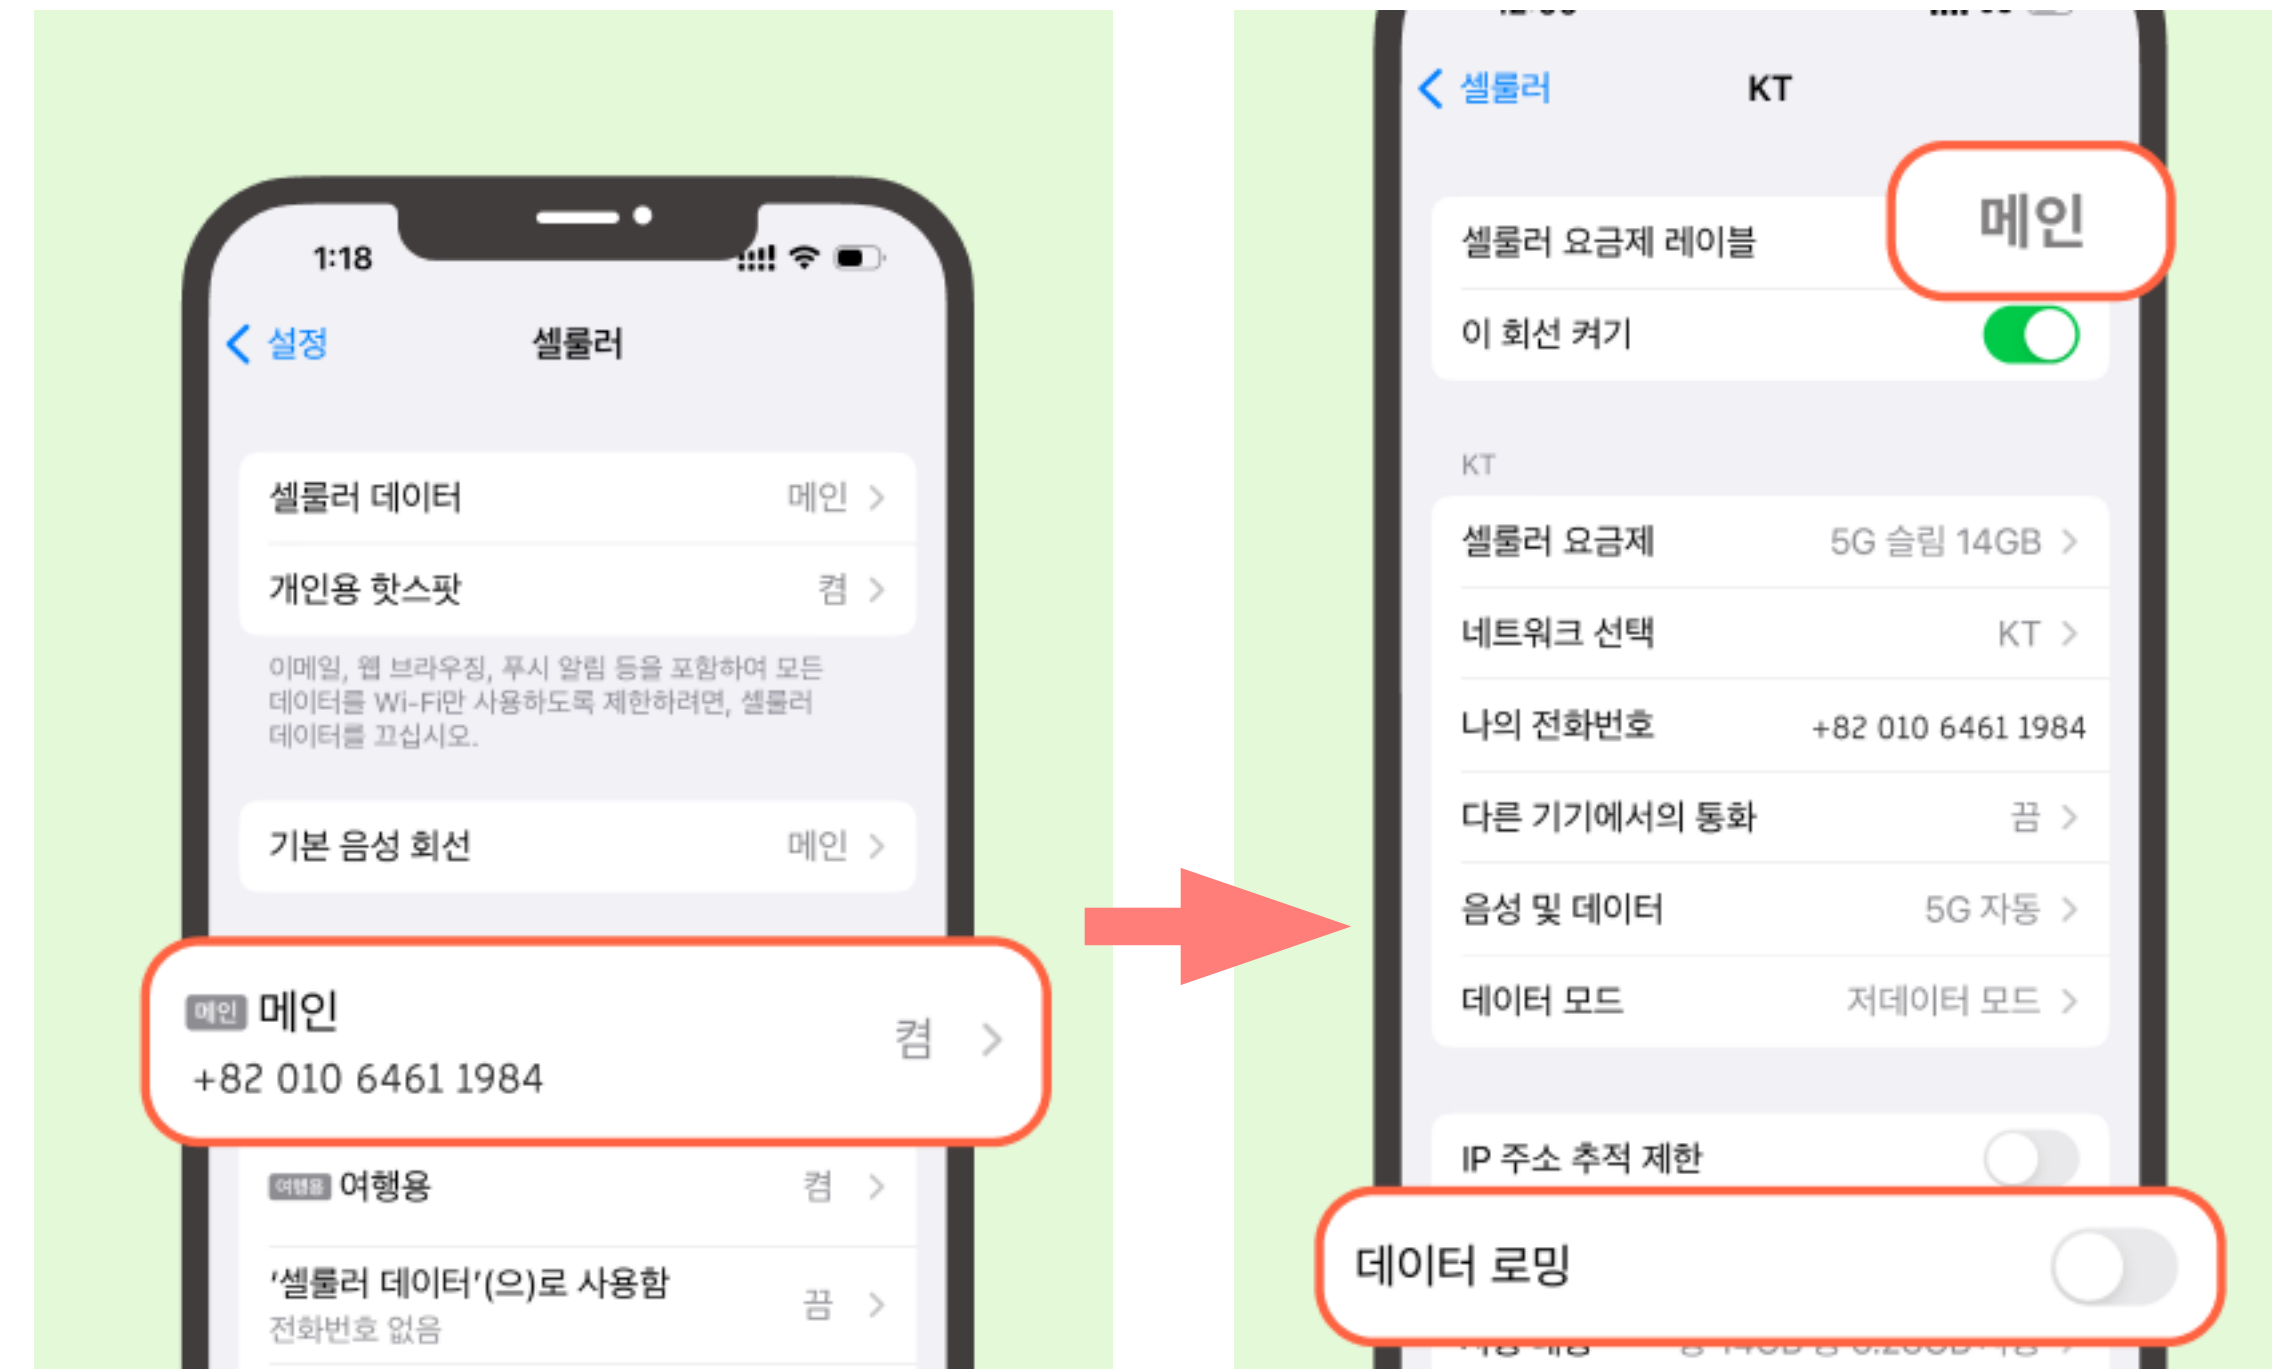 1:18
설정
셀룰러
셀룰러 데이터 메인
개인용 핫스팟 켬
이메일, 웹 브라우징, 푸시 알림 등을 포함하여 모든
데이터를 Wi-Fi만 사용하도록 제한하려면, 셀룰러
데이터를 끄십시오.
기본 음성 회선 메인
메인 메인 켬
+82 010 6461 1984
여행용 여행용 켬
'셀룰러 데이터'(으)로 사용함 끔
전화번호 없음
셀룰러
KT
셀룰러 요금제 레이블 메인
이 회선 켜기
KT
셀룰러 요금제 5G 슬림 14GB
네트워크 선택 KT
나의 전화번호 +82 010 6461 1984
다른 기기에서의 통화 끔
음성 및 데이터 5G 자동
데이터 모드 저데이터 모드
IP 주소 추적 제한
데이터 로밍